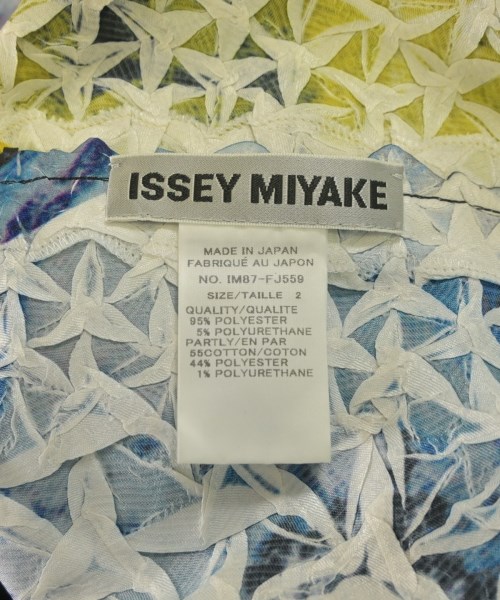 ISSEY MIYAKE
MADE IN JAPAN
FABRIQUÉ AU JAPON
NO. IM87-FJ559
SIZE/TAILLE 2
QUALITY/QUALITE
95% POLYESTER
5% POLYURETHANE
PARTLY/EN PAR
55COTTON/COTON
44% POLYESTER
1% POLYURETHANE